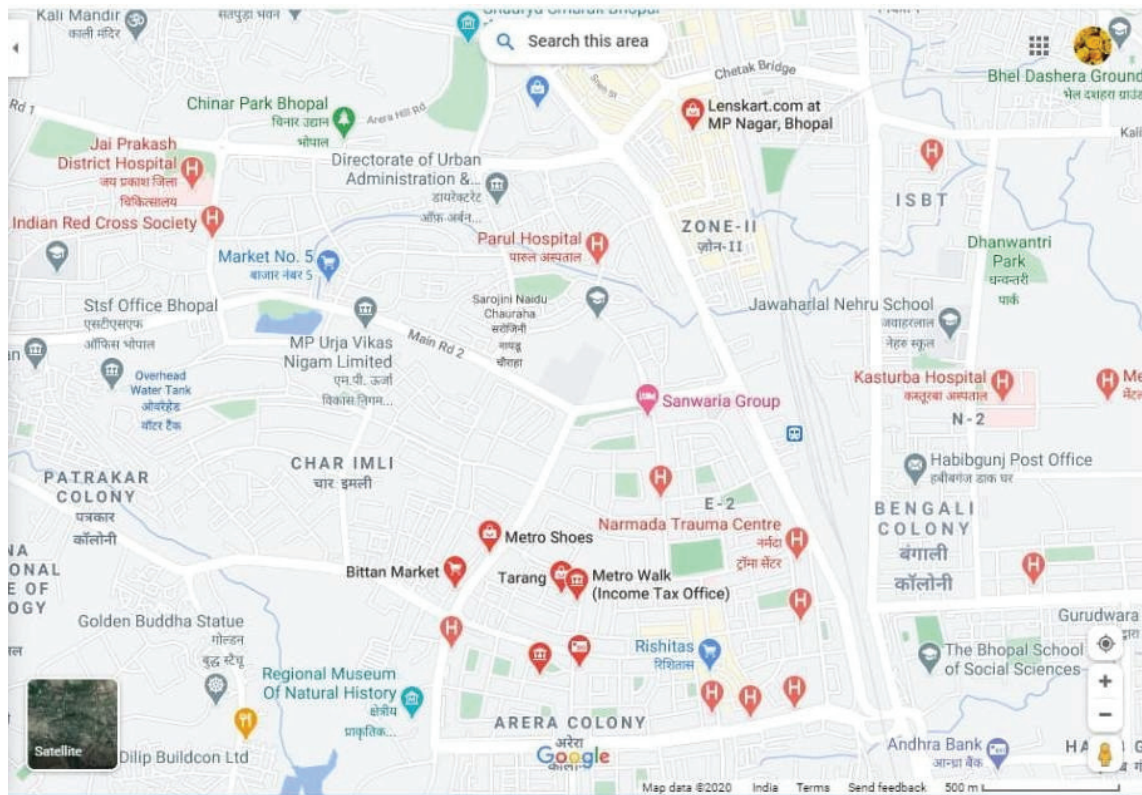 Kali Mandir
काली मंदिर
सतपुड़ा भवन
Search this area
Chetak Bridge
Bhel Dashera Ground
भेल दशहरा ग्राउंड
Rd 1
Chinar Park Bhopal
चिनार उद्यान
भोपाल
Arera Hill Rd
Lenskart.com at
MP Nagar, Bhopal
Jai Prakash
District Hospital
जय प्रकाश जिला
चिकित्सालय
Directorate of Urban
Administration &...
डायरेक्टरेट
ऑफ़ अर्बन...
ISBT
Indian Red Cross Society
Market No. 5
बाजार नंबर 5
Parul Hospital
पारुल अस्पताल
ZONE-II
ज़ोन-II
Dhanwantri
Park
धन्वन्तरी
पार्क
Stsf Office Bhopal
एसटीएसएफ
ऑफिस भोपाल
Sarojini Naidu
Chauraha
सरोजिनी
नायडू
चौराहा
Jawaharlal Nehru School
जवाहरलाल
नेहरू स्कूल
MP Urja Vikas
Nigam Limited
एम.पी. ऊर्जा
विकास निगम...
Main Rd 2
Overhead
Water Tank
ओवरहेड
वॉटर टैंक
Kasturba Hospital
कस्तूरबा अस्पताल
Sanwaria Group
N-2
CHAR IMLI
चार इमली
PATRAKAR
COLONY
पत्रकार
कॉलोनी
Habibgunj Post Office
हबीबगंज डाक घर
E-2
BENGALI
COLONY
बंगाली
कॉलोनी
Narmada Trauma Centre
नर्मदा
ट्रॉमा सेंटर
Metro Shoes
Bittan Market
Tarang
Metro Walk
(Income Tax Office)
Golden Buddha Statue
गोल्डन
बुद्ध स्टैचू
Gurudwara
Rishitas
रिशितास
The Bhopal School
of Social Sciences
Regional Museum
Of Natural History
क्षेत्रीय
प्राकृतिक...
ARERA COLONY
अरेरा
Satellite
Dilip Buildcon Ltd
Google
Andhra Bank
आन्ध्रा बैंक
Map data ©2020 India Terms Send feedback 500 m